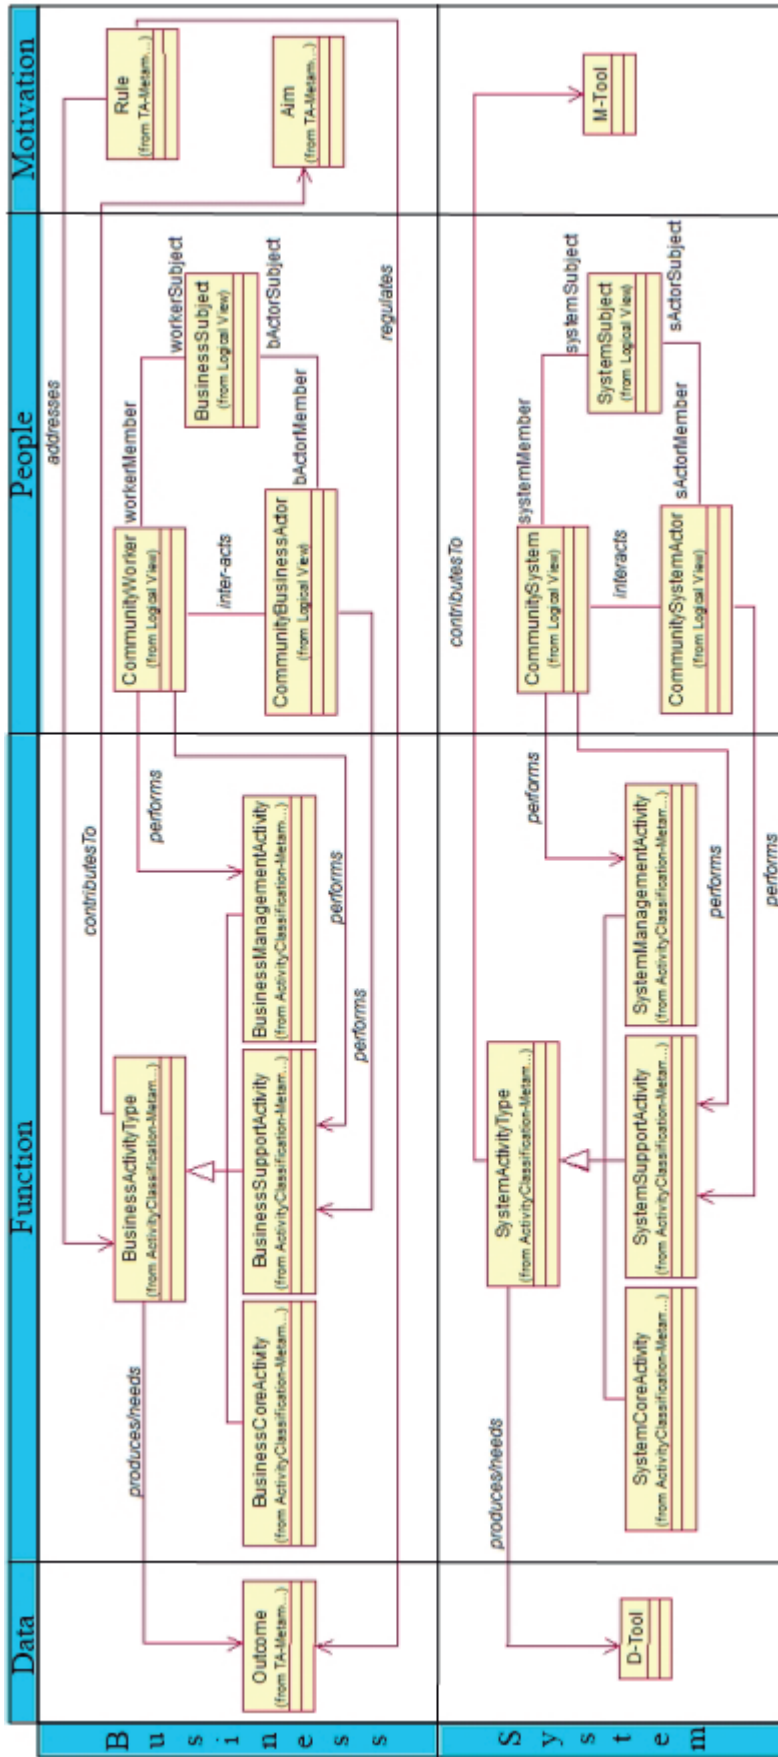 Data
Function
People
Motivation
Business
Outcome
(from TA-Metam...)
produces/needs
BusinessActivityType
(from ActivityClassification-Metam...)
BusinessCoreActivity
(from ActivityClassification-Metam...)
BusinessSupportActivity
(from ActivityClassification-Metam...)
BusinessManagementActivity
(from ActivityClassification-Metam...)
contributesTo
performs
performs
performs
addresses
CommunityWorker
(from Logical View)
workerMember
workerSubject
inter-acts
BusinessSubject
(from Logical View)
CommunityBusinessActor
(from Logical View)
bActorMember
bActorSubject
regulates
Rule
(from TA-Metam...)
Aim
(from TA-Metam...)
System
D-Tool
produces/needs
SystemActivityType
(from ActivityClassification-Metam...)
SystemCoreActivity
(from ActivityClassification-Metam...)
SystemSupportActivity
(from ActivityClassification-Metam...)
SystemManagementActivity
(from ActivityClassification-Metam...)
performs
performs
performs
contributesTo
CommunitySystem
(from Logical View)
systemMember
systemSubject
interacts
SystemSubject
(from Logical View)
CommunitySystemActor
(from Logical View)
sActorMember
sActorSubject
M-Tool